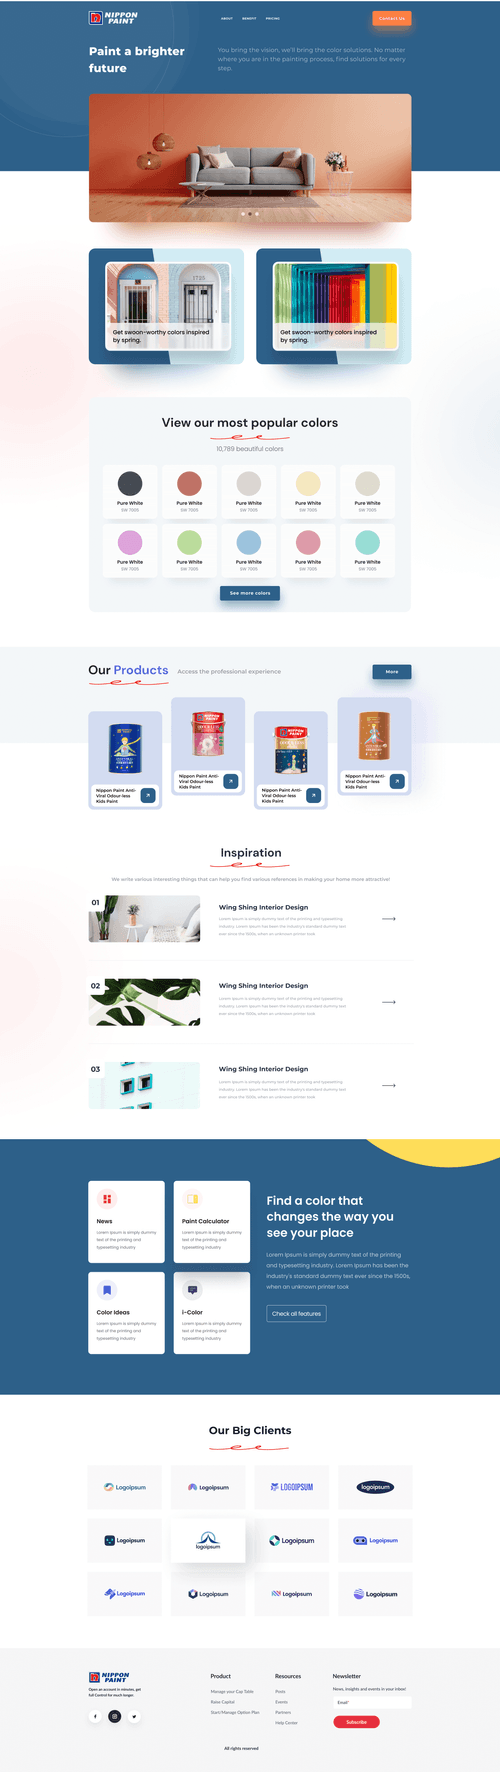 NIPPON
PAINT
ABOUT
BENEFIT
PRICING
Contact Us
Paint a brighter
future
You bring the vision, we'll bring the color solutions. No matter
where you are in the painting process, find solutions for every
step.
1725
Get swoon-worthy colors inspired
by spring.
Get swoon-worthy colors inspired
by spring.
View our most popular colors
10,789 beautiful colors
Pure White
SW 7005
Pure White
SW 7005
Pure White
SW 7005
Pure White
SW 7005
Pure White
SW 7005
Pure White
SW 7005
Pure White
SW 7005
Pure White
SW 7005
Pure White
SW 7005
Pure White
SW 7005
See more colors
Our Products
Access the professional experience
More
NIPPON
PAINT
NIPPON
PAINT
Nippon Paint Anti-
Viral Odour-less
Kids Paint
Nippon Paint Anti-
Viral Odour-less
Kids Paint
Nippon Paint Anti-
Viral Odour-less
Kids Paint
Nippon Paint Anti-
Viral Odour-less
Kids Paint
Inspiration
We write various interesting things that can help you find various references in making your home more attractive!
01
Wing Shing Interior Design
Lorem Ipsum is simply dummy text of the printing and typesetting
industry. Lorem Ipsum has been the industry's standard dummy text
ever since the 1500s, when an unknown printer took
02
Wing Shing Interior Design
Lorem Ipsum is simply dummy text of the printing and typesetting
industry. Lorem Ipsum has been the industry's standard dummy text
ever since the 1500s, when an unknown printer took
03
Wing Shing Interior Design
Lorem Ipsum is simply dummy text of the printing and typesetting
industry. Lorem Ipsum has been the industry's standard dummy text
ever since the 1500s, when an unknown printer took
News
Lorem Ipsum is simply dummy
text of the printing and
typesetting industry
Paint Calculator
Lorem Ipsum is simply dummy
text of the printing and
typesetting industry
Color Ideas
Lorem Ipsum is simply dummy
text of the printing and
typesetting industry
i-Color
Lorem Ipsum is simply dummy
text of the printing and
typesetting industry
Find a color that
changes the way you
see your place
Lorem Ipsum is simply dummy text of the printing
and typesetting industry. Lorem Ipsum has been the
industry's standard dummy text ever since the 1500s,
when an unknown printer took
Check all features
Our Big Clients
Logoipsum
Logoipsum
LOGOIPSUM
logoipsum
Logoipsum
logoipsum
Logoipsum
Logoipsum
Logoipsum
Logoipsum
Logoipsum
Logoipsum
NIPPON
PAINT
Open an account in minutes, get
full Control for much longer.
Product
Manage your Cap Table
Raise Capital
Start/Manage Option Plan
Resources
Posts
Events
Partners
Help Center
Newsletter
News, Insights and events in your inbox!
Email*
Subscribe
All rights reserved